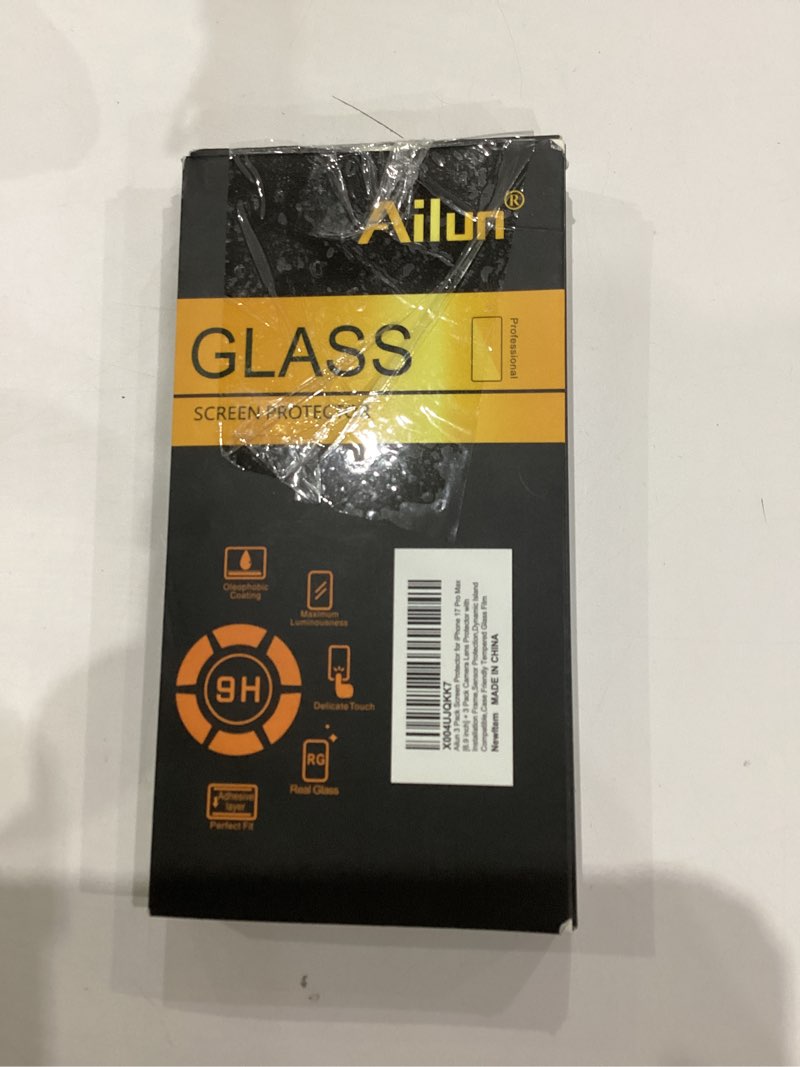 Ailun®
GLASS
Professional
SCREEN PROTECTOR
Oleophobic
Coating
Maximum
Luminousness
9H
Delicate Touch
RG
Real Glass
Adhesive
layer
Perfect Fit
X004UJQKK7
Ailun 3 Pack Screen Protector for iPhone 17 Pro Max
[6.9 inch] + 3 Pack Camera Lens Protector with
Installation Frame,Sensor Protection,Dynamic Island
Compatible,Case Friendly Tempered Glass Film
NewItem MADE IN CHINA